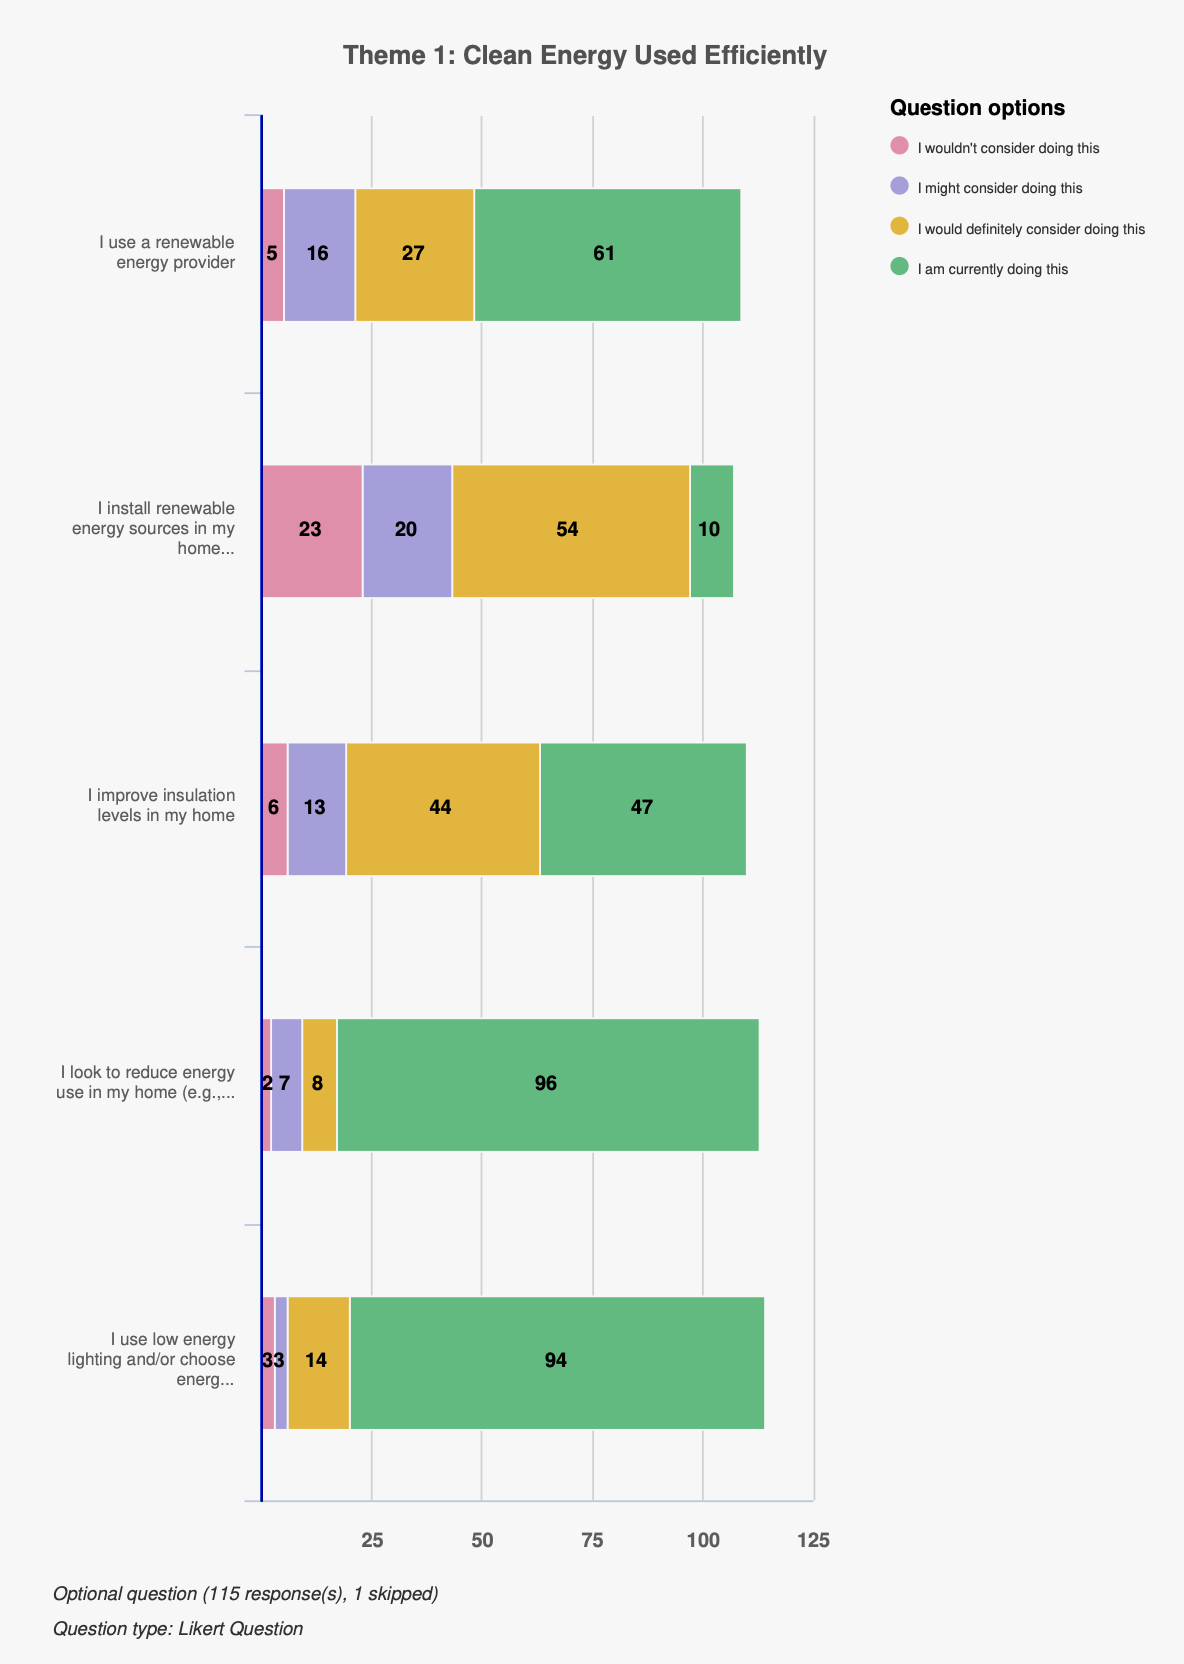 Theme 1: Clean Energy Used Efficiently
Question options
I wouldn't consider doing this
I might consider doing this
I would definitely consider doing this
I am currently doing this
I use a renewable
energy provider
5 16 27 61
I install renewable
energy sources in my
home...
23 20 54 10
I improve insulation
levels in my home
6 13 44 47
I look to reduce energy
use in my home (e.g.,...
2 7 8 96
I use low energy
lighting and/or choose
energ...
3 3 14 94
25 50 75 100 125
Optional question (115 response(s), 1 skipped)
Question type: Likert Question